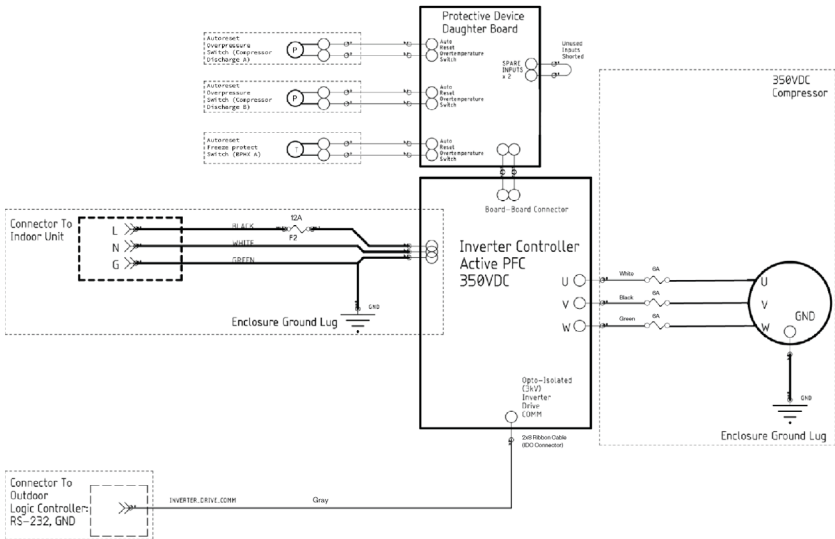 Protective Device
Daughter Board
Autoreset
Overpressure
Switch (Compressor
Discharge A)
P
Auto
Reset
Overtemperature
Switch
SPARE
INPUTS
x 2
Unused
Inputs
Shorted
Autoreset
Overpressure
Switch (Compressor
Discharge B)
P
Auto
Reset
Overtemperature
Switch
Autoreset
Freeze protect
Switch (BPHX A)
T
Auto
Reset
Overtemperature
Switch
350VDC
Compressor
Board-Board Connector
Connector To
Indoor Unit
L
N
G
BLACK
WHITE
GREEN
12A
F2
GND
Enclosure Ground Lug
Inverter Controller
Active PFC
350VDC
U
V
W
White
Black
Green
6A
6A
6A
U
V
W
GND
GND
Enclosure Ground Lug
Opto-Isolated
(3kV)
Inverter
Drive
COMM
2x8 Ribbon Cable
(IDO Connector)
Connector To
Outdoor
Logic Controller:
RS-232, GND
INVERTER_DRIVE_COMM
Gray